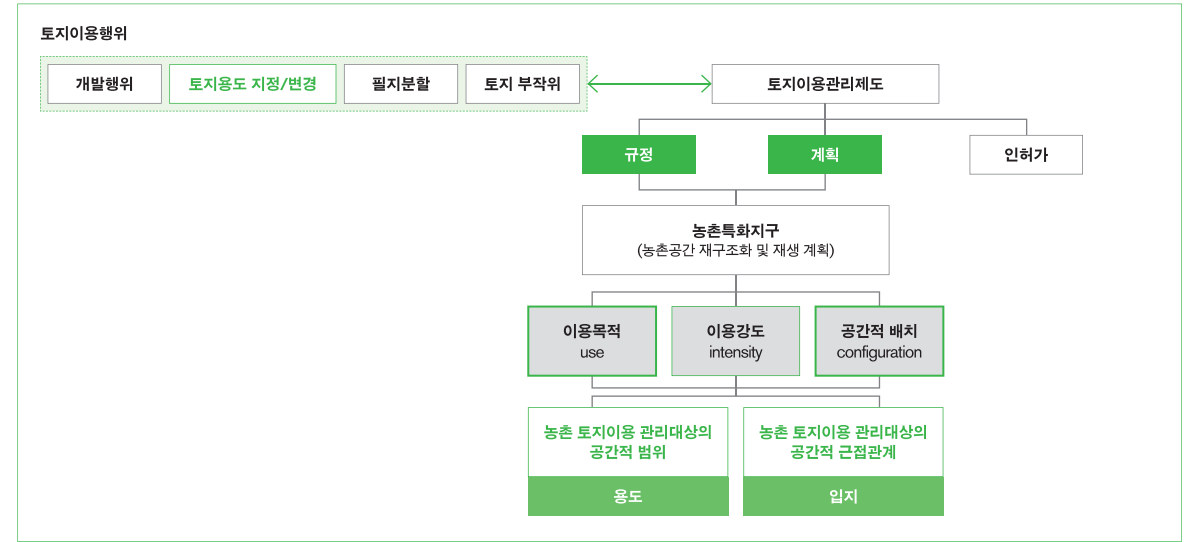 토지이용행위
개발행위
토지용도 지정/변경
필지분할
토지 부작위
토지이용관리제도
규정
계획
인허가
농촌특화지구
(농촌공간 재구조화 및 재생 계획)
이용목적
use
이용강도
intensity
공간적 배치
configuration
농촌 토지이용 관리대상의
공간적 범위
용도
농촌 토지이용 관리대상의
공간적 근접관계
입지